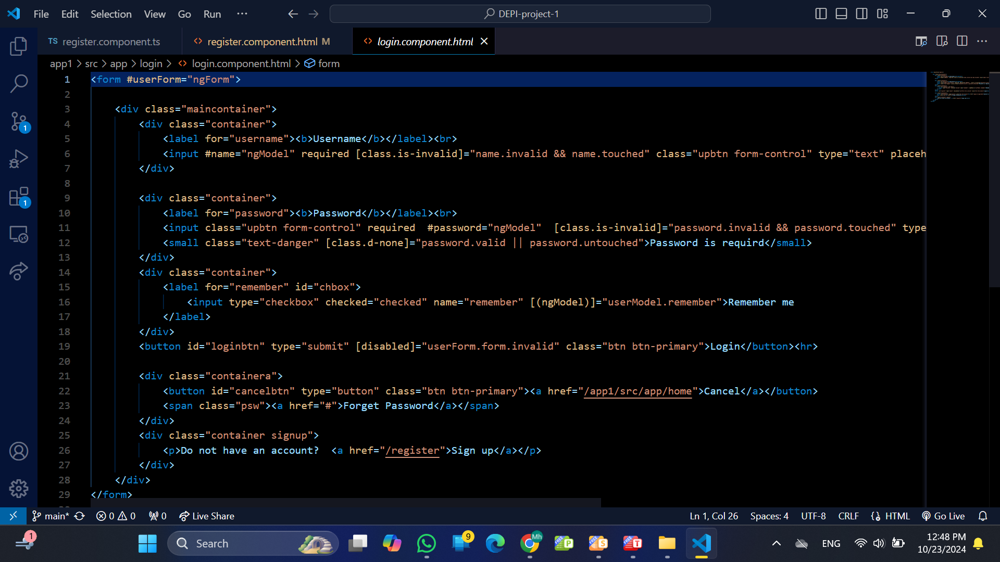 File Edit Selection View Go Run ··· DEPI-project-1
TS register.component.ts <> register.component.html M <> login.component.html
app1 > src > app > login > <> login.component.html > form
1 <form #userForm="ngForm">
2
3 <div class="maincontainer">
4 <div class="container">
5 <label for="username"><b>Username</b></label><br>
6 <input #name="ngModel" required [class.is-invalid]="name.invalid && name.touched" class="upbtn form-control" type="text" placeh
7 </div>
8
9 <div class="container">
10 <label for="password"><b>Password</b></label><br>
11 <input class="upbtn form-control" required  #password="ngModel"  [class.is-invalid]="password.invalid && password.touched" type
12 <small class="text-danger" [class.d-none]="password.valid || password.untouched">Password is requird</small>
13 </div>
14 <div class="container">
15 <label for="remember" id="chbox">
16 <input type="checkbox" checked="checked" name="remember" [(ngModel)]="userModel.remember">Remember me
17 </label>
18 </div>
19 <button id="loginbtn" type="submit" [disabled]="userForm.form.invalid" class="btn btn-primary">Login</button><hr>
20
21 <div class="containera">
22 <button id="cancelbtn" type="button" class="btn btn-primary"><a href="/app1/src/app/home">Cancel</a></button>
23 <span class="psw"><a href="#">Forget Password</a></span>
24 </div>
25 <div class="container signup">
26 <p>Do not have an account?  <a href="/register">Sign up</a></p>
27 </div>
28 </div>
29 </form>
1
1
main* 0 0 0 Live Share Ln 1, Col 26 Spaces: 4 UTF-8 CRLF HTML Go Live
1 Search 9 Mh FREE P FREE S FREE T ENG 12:48 PM
10/23/2024